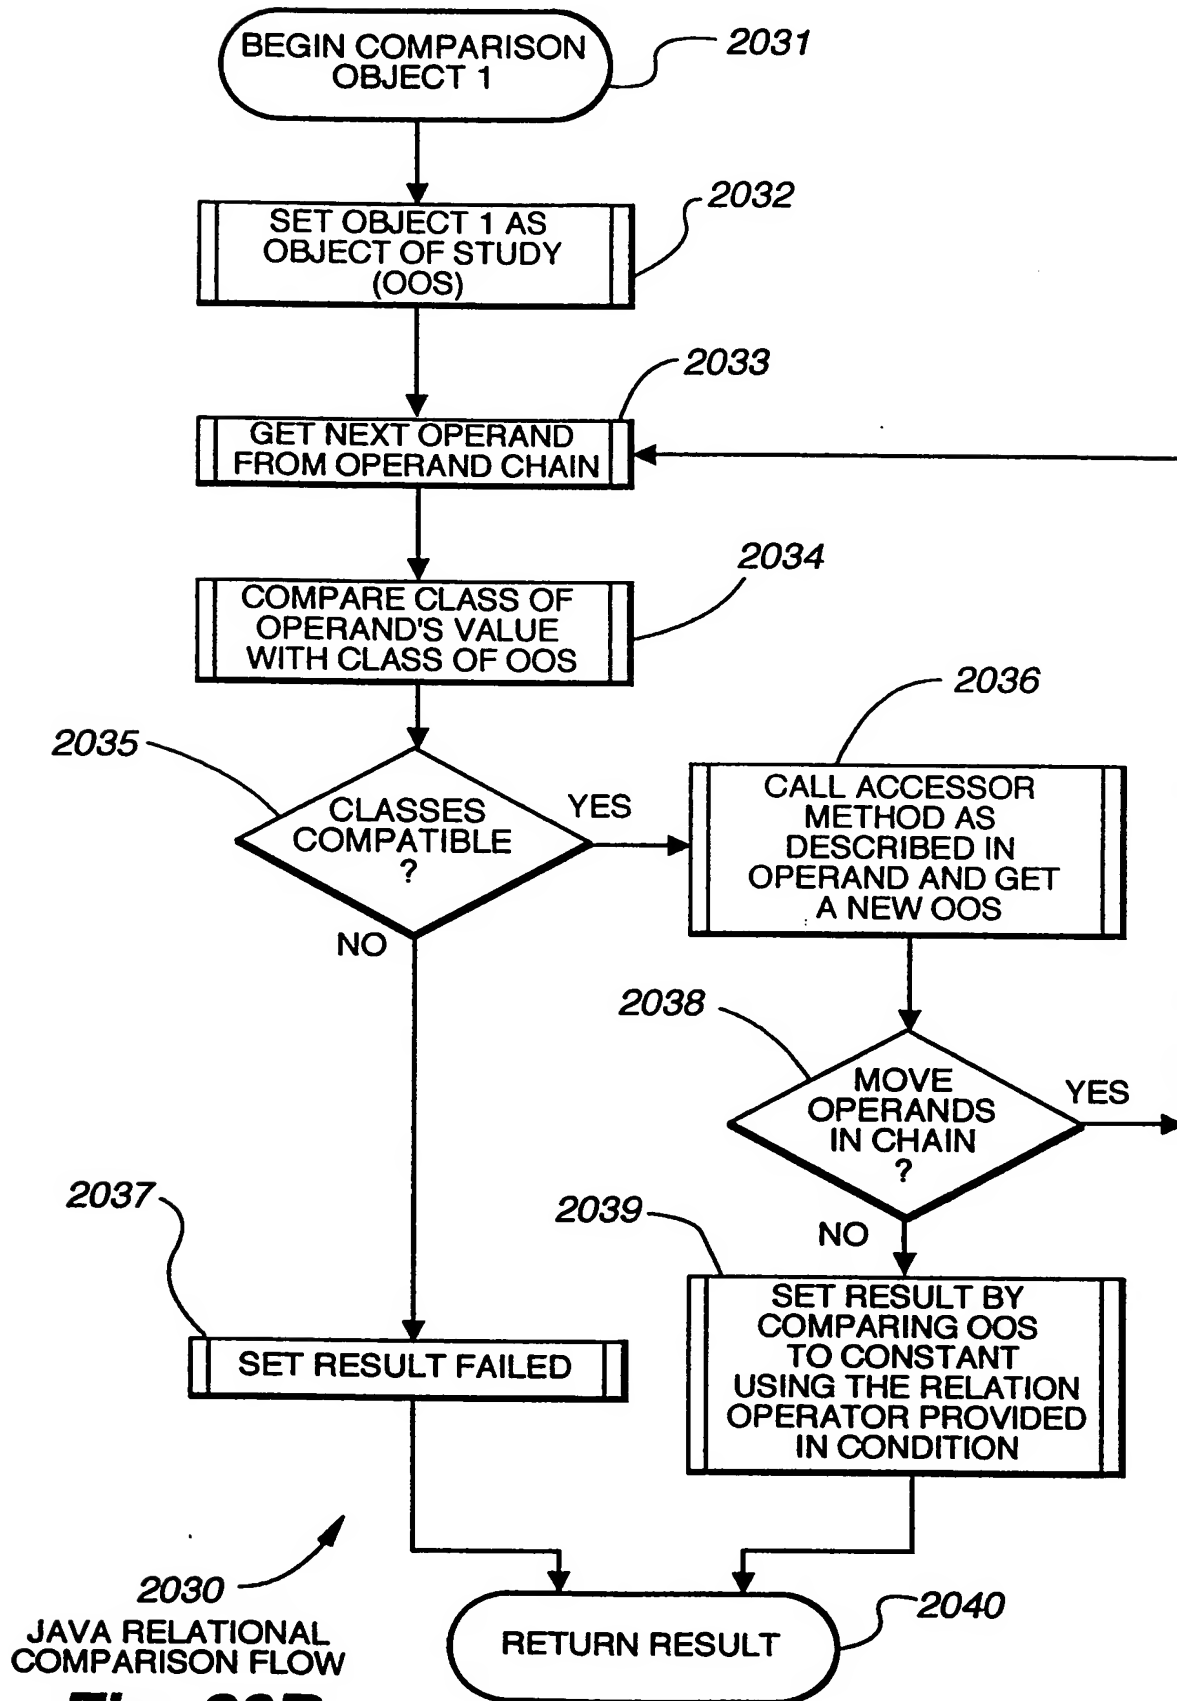 BEGIN COMPARISON
OBJECT 1
2031
SET OBJECT 1 AS
OBJECT OF STUDY
(OOS)
2032
GET NEXT OPERAND
FROM OPERAND CHAIN
2033
COMPARE CLASS OF
OPERAND'S VALUE
WITH CLASS OF OOS
2034
2035
CLASSES
COMPATIBLE
?
YES
NO
2036
CALL ACCESSOR
METHOD AS
DESCRIBED IN
OPERAND AND GET
A NEW OOS
2038
MOVE
OPERANDS
IN CHAIN
?
YES
NO
2037
SET RESULT FAILED
2039
SET RESULT BY
COMPARING OOS
TO CONSTANT
USING THE RELATION
OPERATOR PROVIDED
IN CONDITION
RETURN RESULT
2040
2030
JAVA RELATIONAL
COMPARISON FLOW